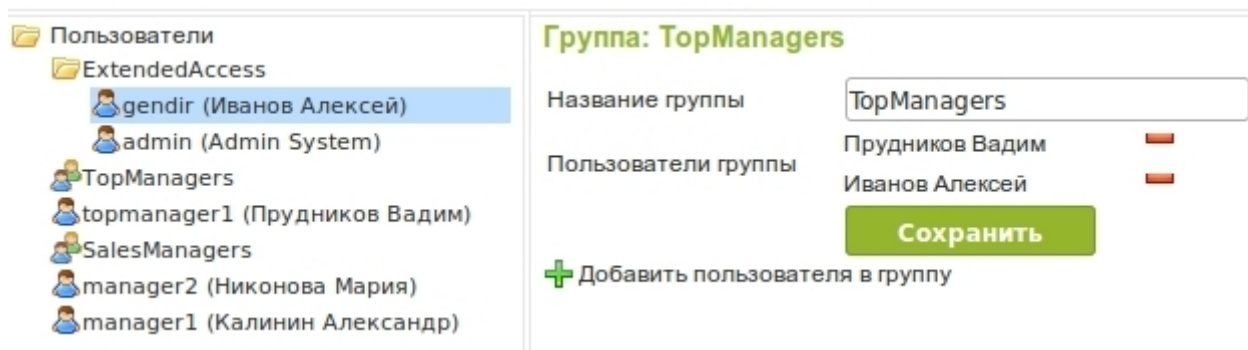 Пользователи
ExtendedAccess
gendir (Иванов Алексей)
admin (Admin System)
TopManagers
topmanager1 (Прудников Вадим)
SalesManagers
manager2 (Никонова Мария)
manager1 (Калинин Александр)
Группа: TopManagers
Название группы TopManagers
Пользователи группы
Прудников Вадим
Иванов Алексей
Сохранить
Добавить пользователя в группу